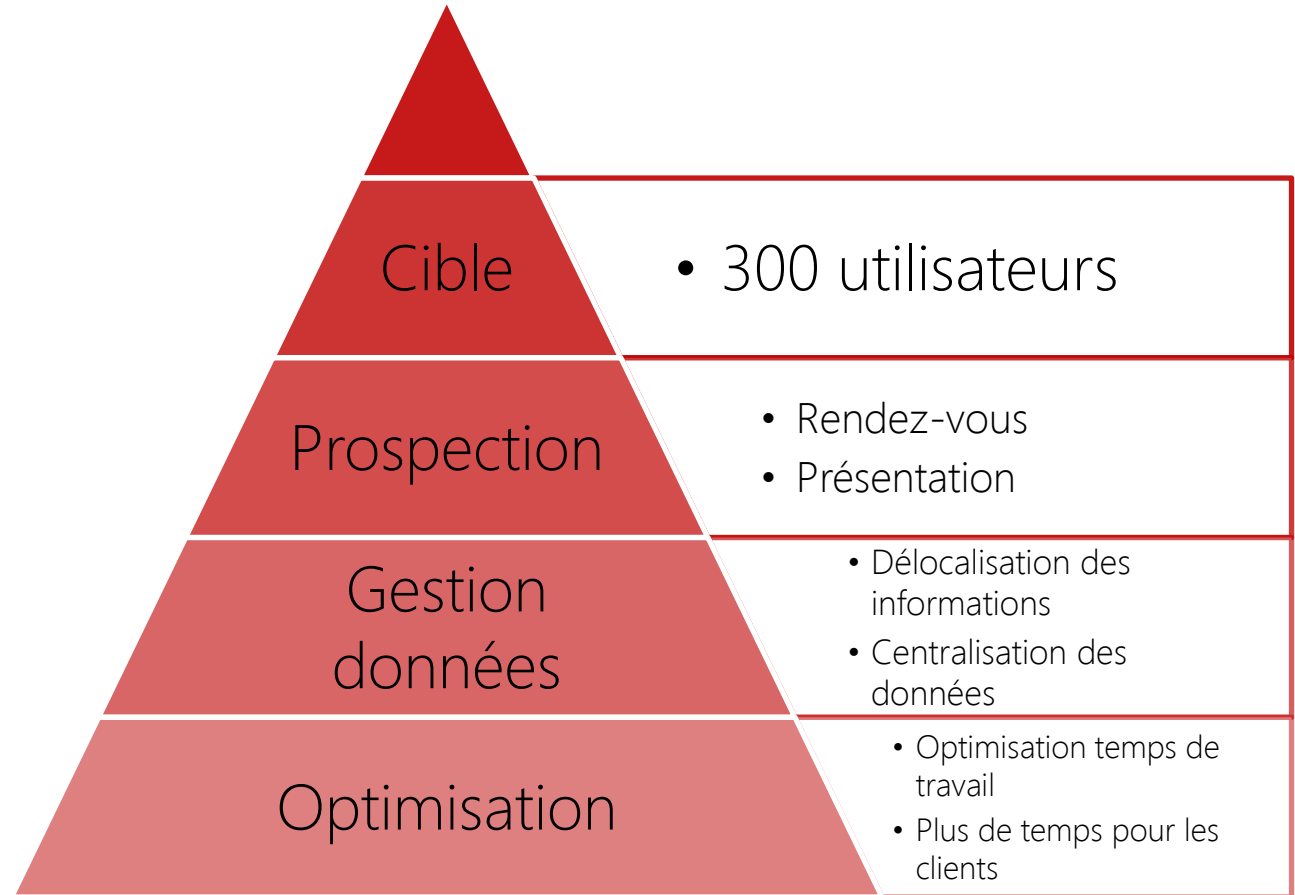 Cible
• 300 utilisateurs
Prospection
• Rendez-vous
• Présentation
Gestion
données
• Délocalisation des
informations
• Centralisation des
données
Optimisation
• Optimisation temps de
travail
• Plus de temps pour les
clients